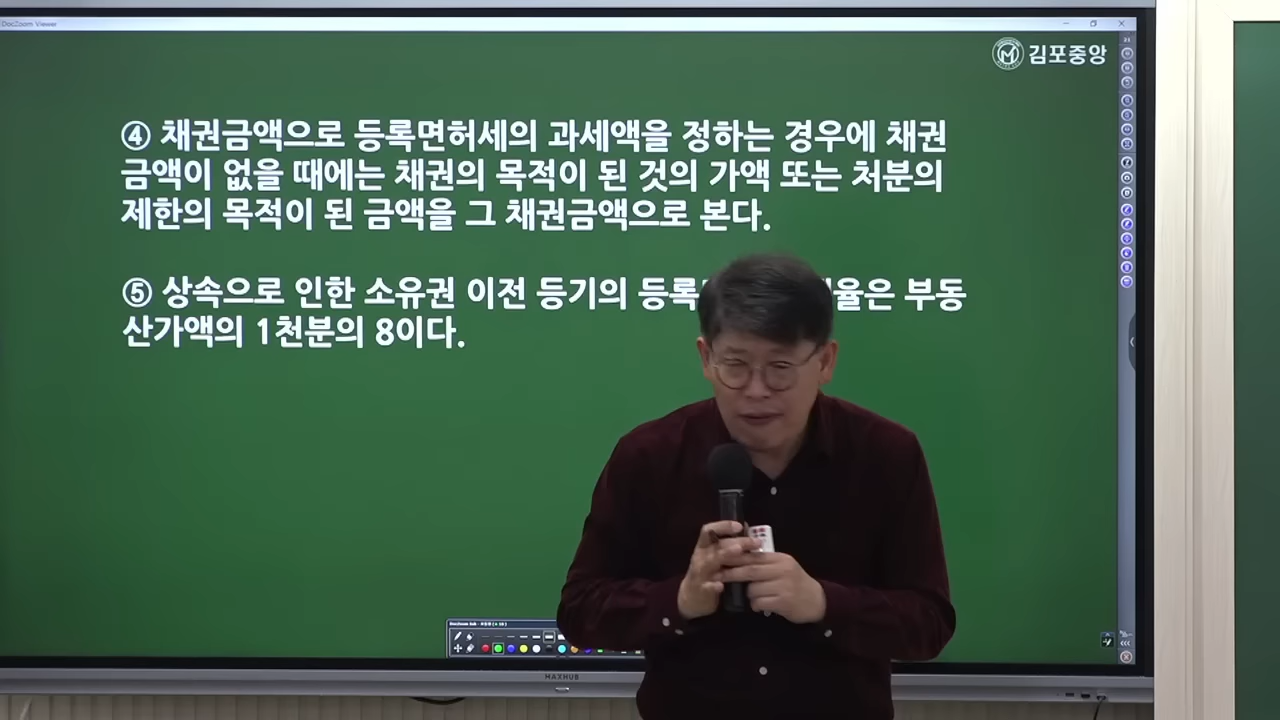 DocZoom Viewer
김포중앙
④ 채권금액으로 등록면허세의 과세액을 정하는 경우에 채권
금액이 없을 때에는 채권의 목적이 된 것의 가액 또는 처분의
제한의 목적이 된 금액을 그 채권금액으로 본다.
⑤ 상속으로 인한 소유권 이전 등기의 등록 율은 부동
산가액의 1천분의 8이다.
MAXHUB